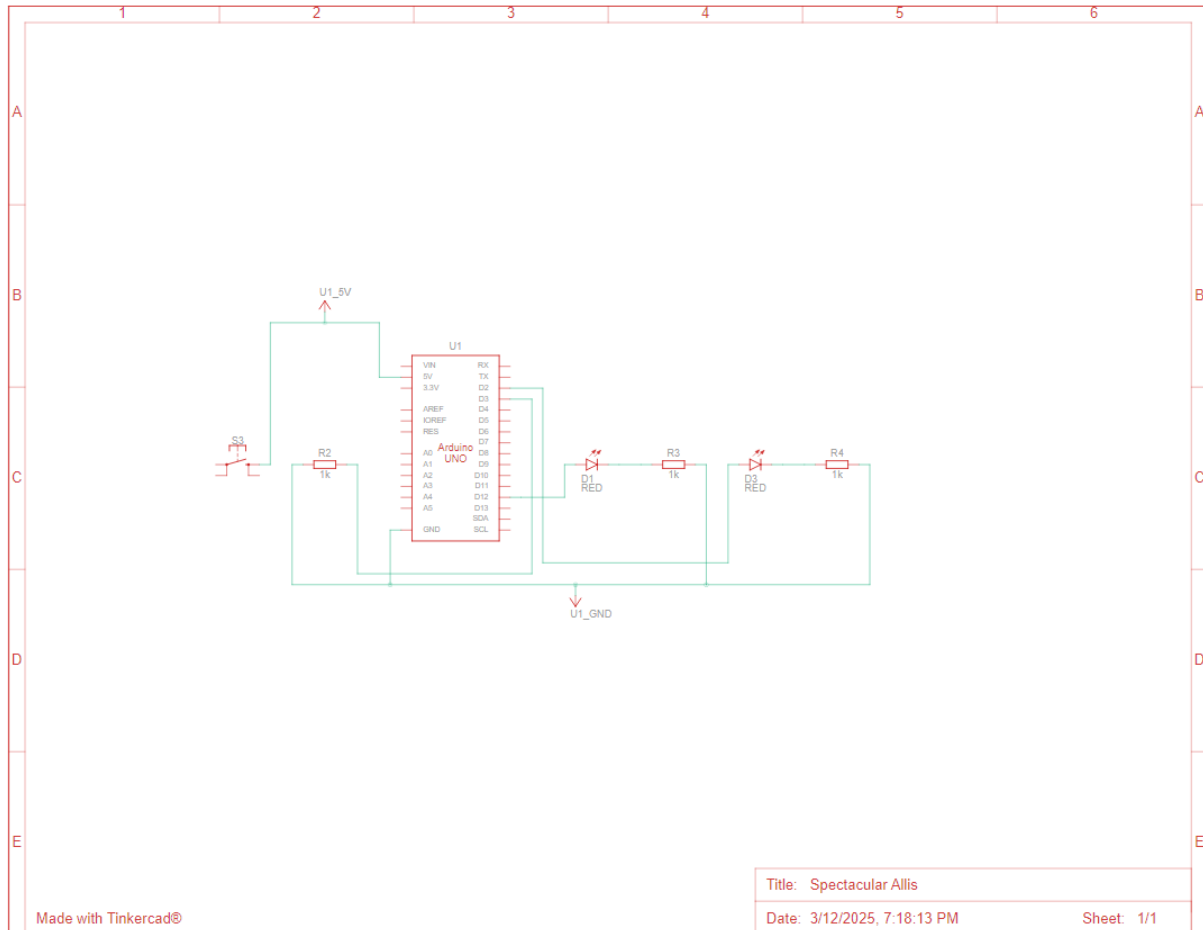 1 2 3 4 5 6
A A
B B
U1_5V
U1
VIN RX
5V TX
3.3V D2
D3
AREF D4
IOREF D5
RES D6
D7
Arduino
UNO
A0 D8
A1 D9
A2 D10
A3 D11
A4 D12
A5 D13
SDA
GND SCL
S3
R2
1k
D1
RED
R3
1k
D3
RED
R4
1k
C C
U1_GND
D D
E E
Title: Spectacular Allis
Made with Tinkercad®
Date: 3/12/2025, 7:18:13 PM Sheet: 1/1